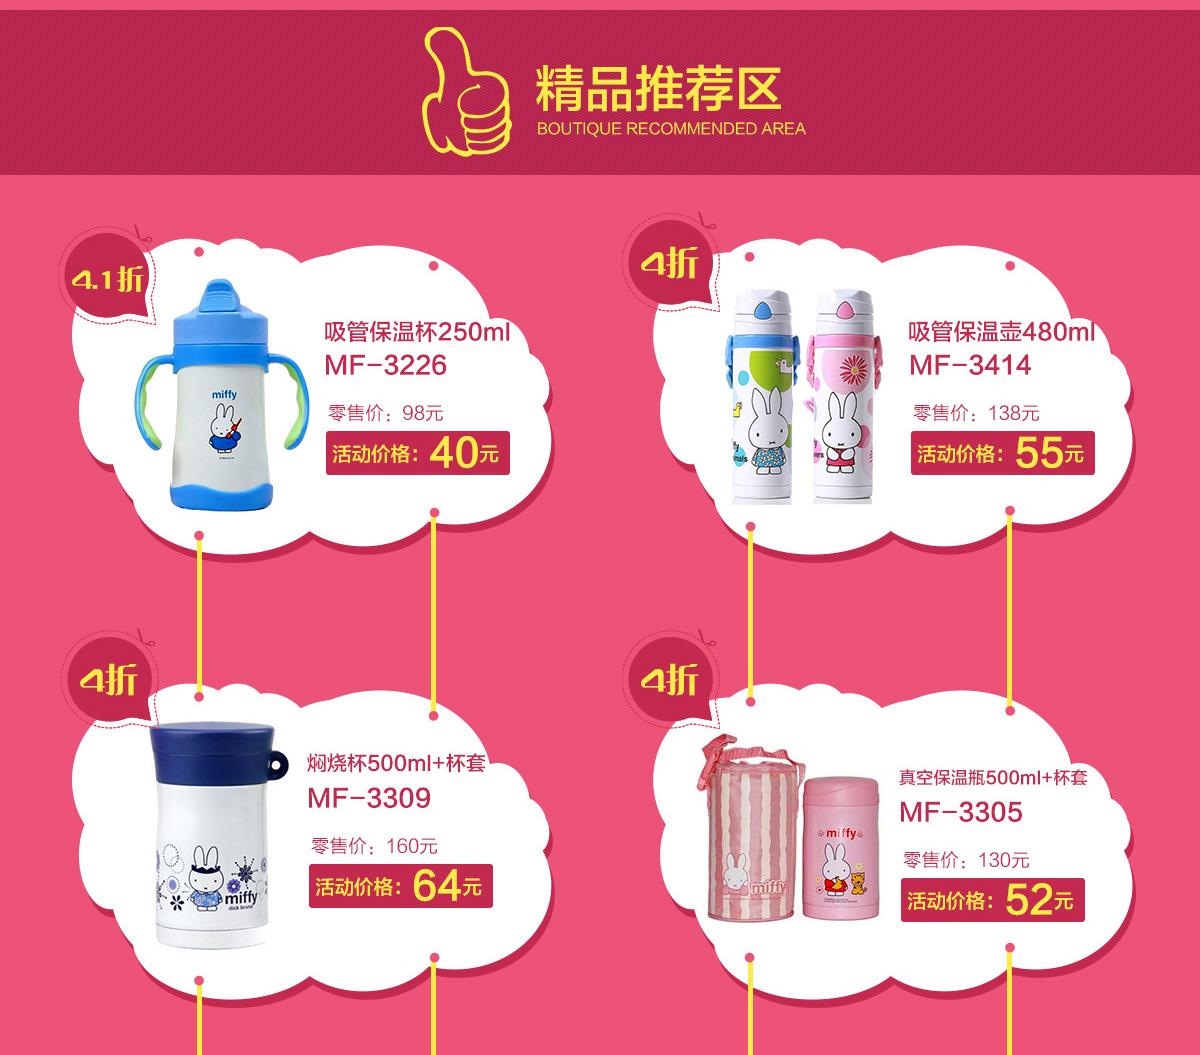 精品推荐区
BOUTIQUE RECOMMENDED AREA
4.1折
吸管保温杯250ml
MF-3226
零售价：98元
活动价格：40元
miffy
4折
吸管保温壶480ml
MF-3414
零售价：138元
活动价格：55元
4折
焖烧杯500ml+杯套
MF-3309
零售价：160元
活动价格：64元
miffy
dick bruna
4折
真空保温瓶500ml+杯套
MF-3305
零售价：130元
活动价格：52元
miffy
miffy